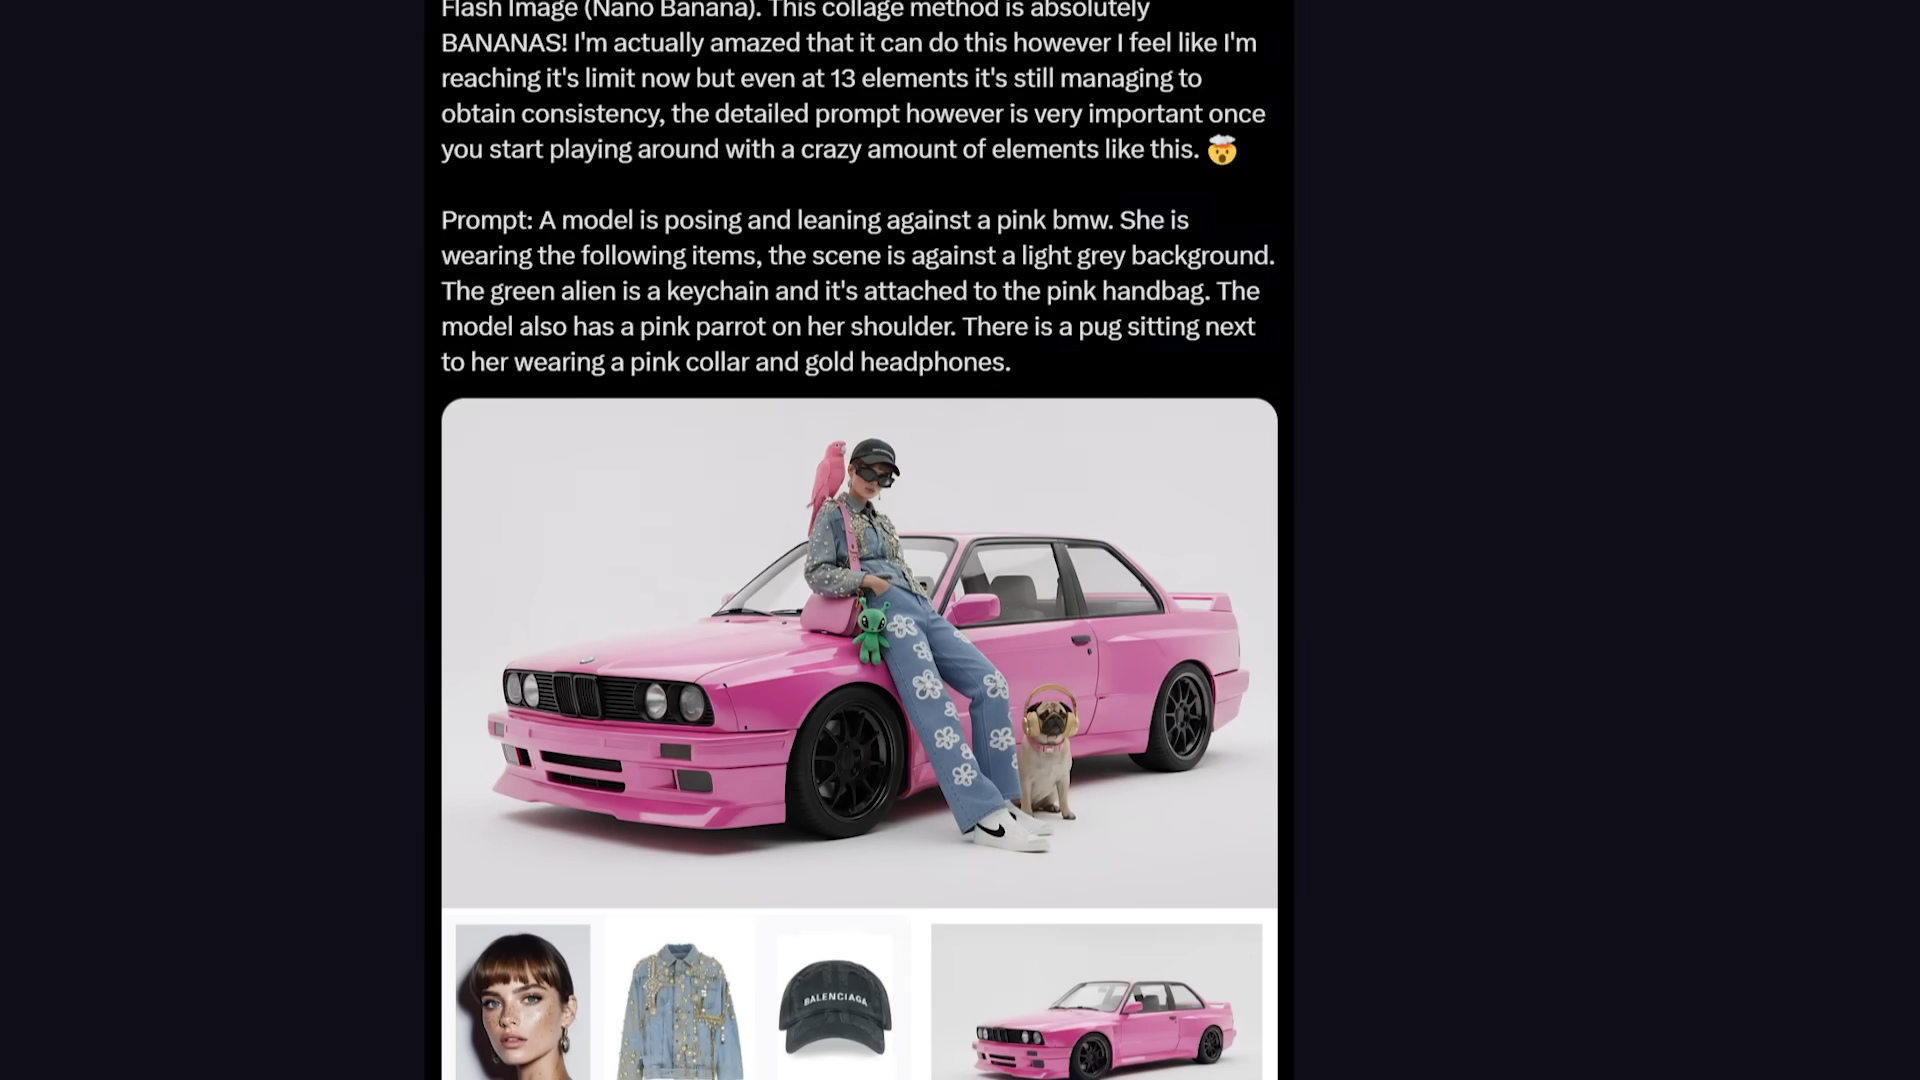 Flash Image (Nano Banana). This collage method is absolutely
BANANAS! I'm actually amazed that it can do this however I feel like I'm
reaching it's limit now but even at 13 elements it's still managing to
obtain consistency, the detailed prompt however is very important once
you start playing around with a crazy amount of elements like this. 🤯
Prompt: A model is posing and leaning against a pink bmw. She is
wearing the following items, the scene is against a light grey background.
The green alien is a keychain and it's attached to the pink handbag. The
model also has a pink parrot on her shoulder. There is a pug sitting next
to her wearing a pink collar and gold headphones.
BALENCIAGA